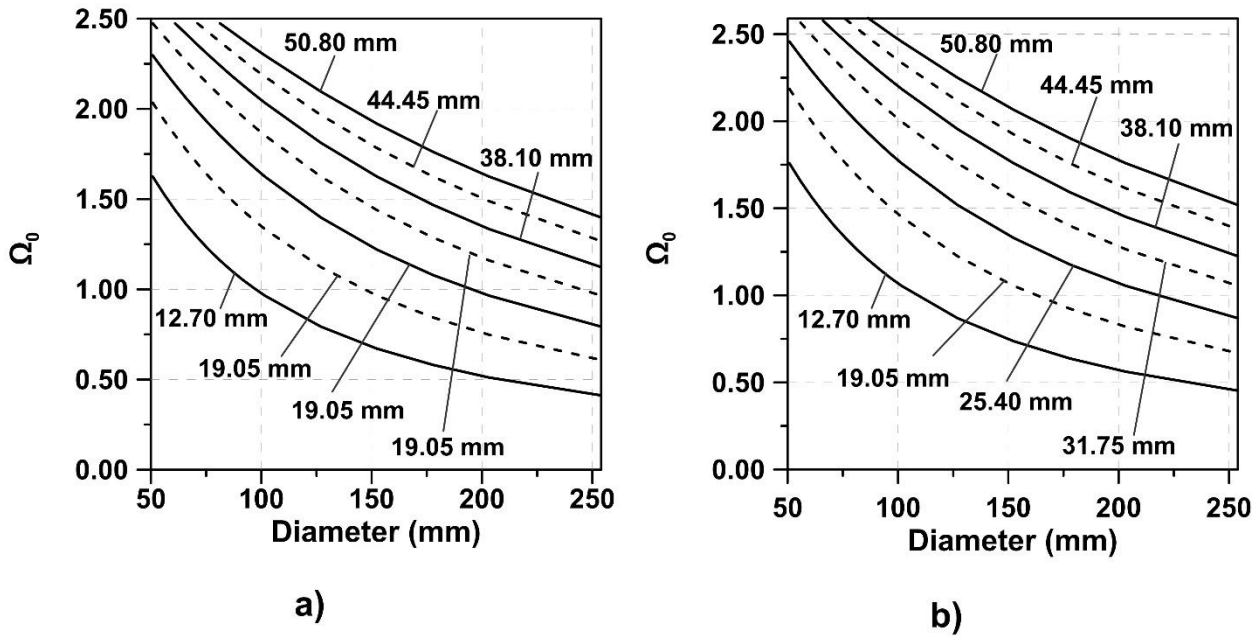 2.50
2.00
1.50
1.00
0.50
0.00
Ω₀
50.80 mm
44.45 mm
38.10 mm
12.70 mm
19.05 mm
19.05 mm
19.05 mm
50 100 150 200 250
Diameter (mm)
a)
2.50
2.00
1.50
1.00
0.50
0.00
Ω₀
50.80 mm
44.45 mm
38.10 mm
12.70 mm
19.05 mm
25.40 mm
31.75 mm
50 100 150 200 250
Diameter (mm)
b)